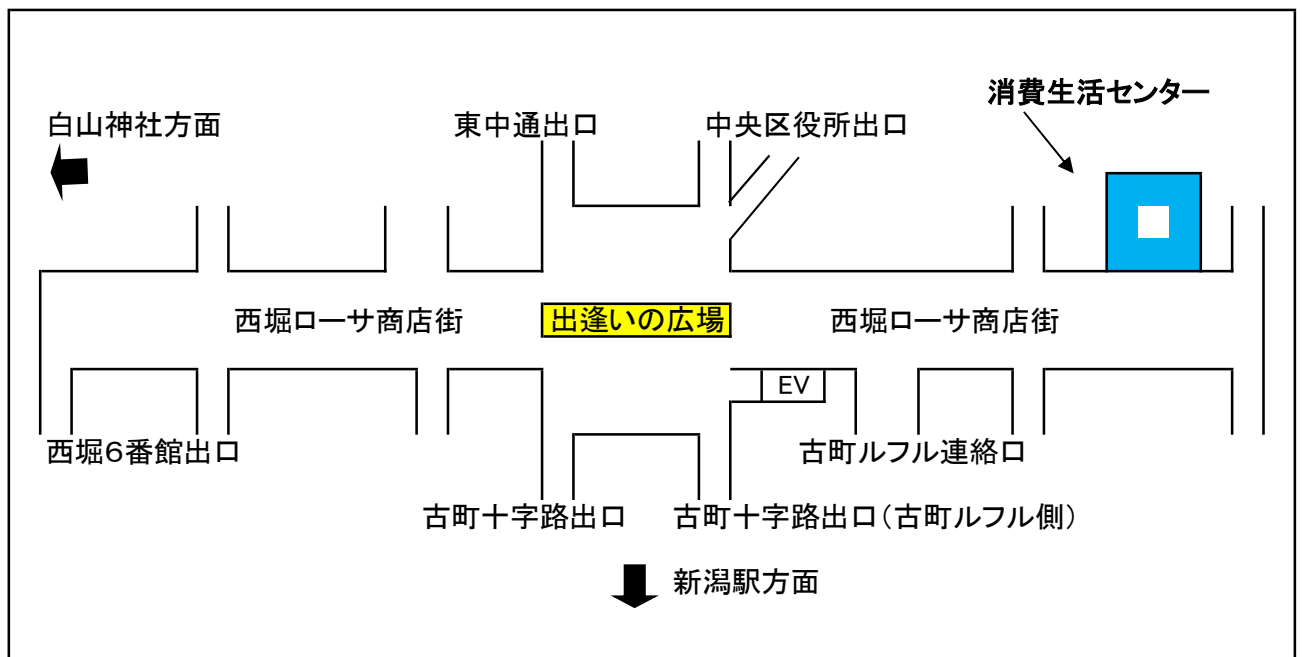 消費生活センター
白山神社方面
東中通出口
中央区役所出口
西堀ローサ商店街
出逢いの広場
西堀ローサ商店街
EV
西堀6番館出口
古町ルフル連絡口
古町十字路出口
古町十字路出口(古町ルフル側)
新潟駅方面